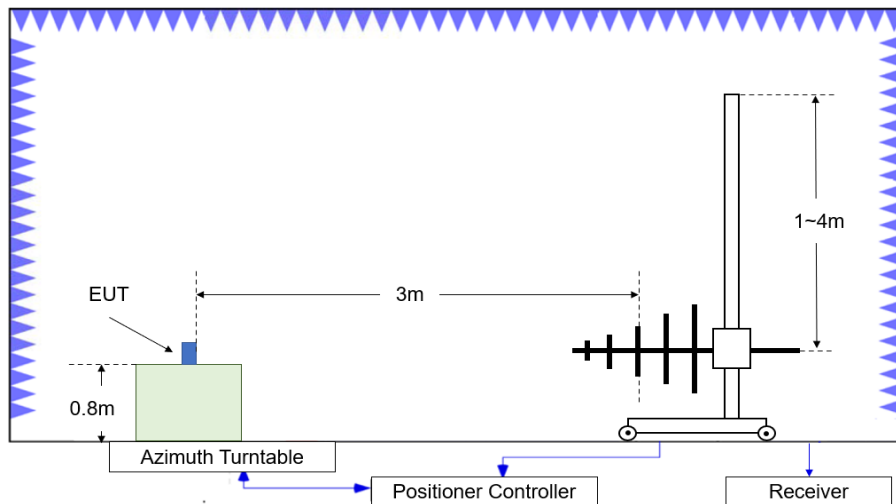 1~4m
EUT
3m
0.8m
Azimuth Turntable
Positioner Controller
Receiver